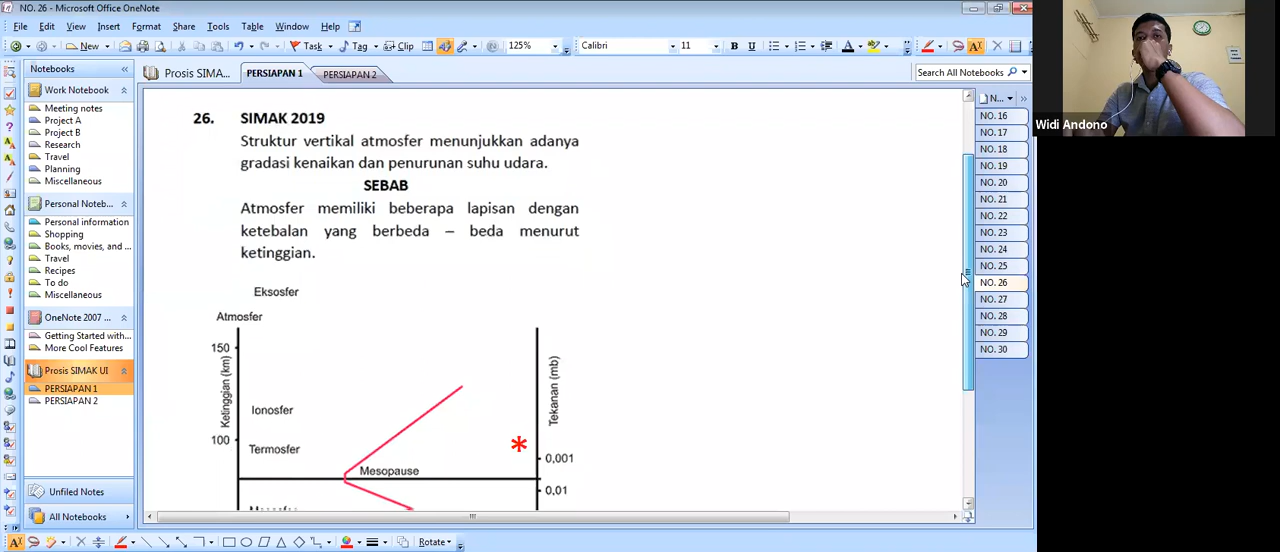 NO. 26 - Microsoft Office OneNote
File Edit View Insert Format Share Tools Table Window Help
New Task Tag Clip 125% Calibri 11 B U A
Notebooks
Prosis SIMA... PERSIAPAN 1 PERSIAPAN 2
Search All Notebooks
Work Notebook
Meeting notes
Project A
Project B
Research
Travel
Planning
Miscellaneous
Personal Noteb...
Personal information
Shopping
Books, movies, and ...
Travel
Recipes
To do
Miscellaneous
OneNote 2007 ...
Getting Started with...
More Cool Features
Prosis SIMAK UI
PERSIAPAN 1
PERSIAPAN 2
Unfiled Notes
All Notebooks
26. SIMAK 2019
Struktur vertikal atmosfer menunjukkan adanya
gradasi kenaikan dan penurunan suhu udara.
SEBAB
Atmosfer memiliki beberapa lapisan dengan
ketebalan yang berbeda – beda menurut
ketinggian.
Eksosfer
Atmosfer
150
Ketinggian (km)
Tekanan (mb)
Ionosfer
100
Termosfer
*
0,001
Mesopause
0,01
N...
NO. 16
NO. 17
NO. 18
NO. 19
NO. 20
NO. 21
NO. 22
NO. 23
NO. 24
NO. 25
NO. 26
NO. 27
NO. 28
NO. 29
NO. 30
Rotate
Widi Andono